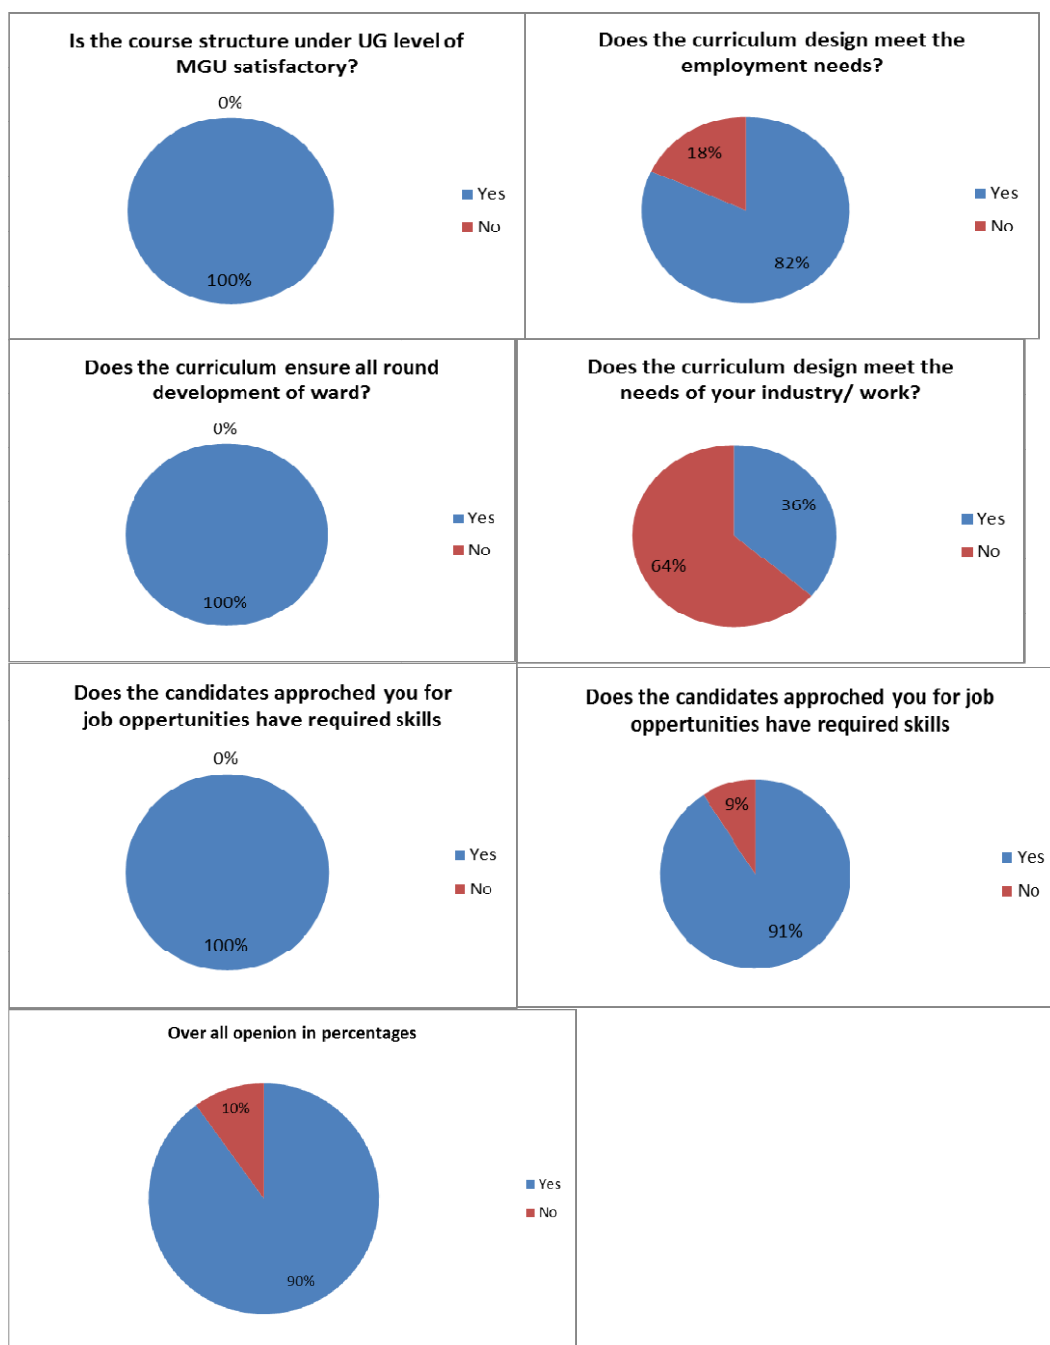 Is the course structure under UG level of
MGU satisfactory?
0%
100%
Yes
No
Does the curriculum design meet the
employment needs?
18%
82%
Yes
No
Does the curriculum ensure all round
development of ward?
0%
100%
Yes
No
Does the curriculum design meet the
needs of your industry/ work?
36%
64%
Yes
No
Does the candidates approched you for
job oppertunities have required skills
0%
100%
Yes
No
Does the candidates approched you for job
oppertunities have required skills
9%
91%
Yes
No
Over all openion in percentages
10%
90%
Yes
No